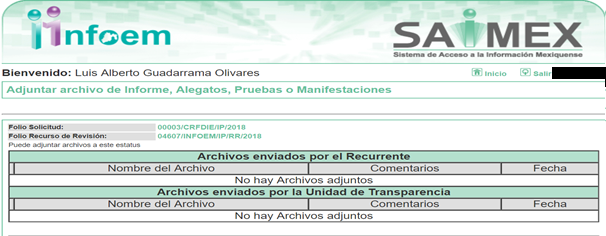 infoem
SAIMEX
Sistema de Acceso a la Información Mexiquense
Bienvenido: Luis Alberto Guadarrama Olivares
Inicio Salir
Adjuntar archivo de Informe, Alegatos, Pruebas o Manifestaciones
Folio Solicitud: 00003/CRFDIE/IP/2018
Folio Recurso de Revisión: 04607/INFOEM/IP/RR/2018
Puede adjuntar archivos a este estatus
Archivos enviados por el Recurrente
Nombre del Archivo Comentarios Fecha
No hay Archivos adjuntos
Archivos enviados por la Unidad de Transparencia
Nombre del Archivo Comentarios Fecha
No hay Archivos adjuntos